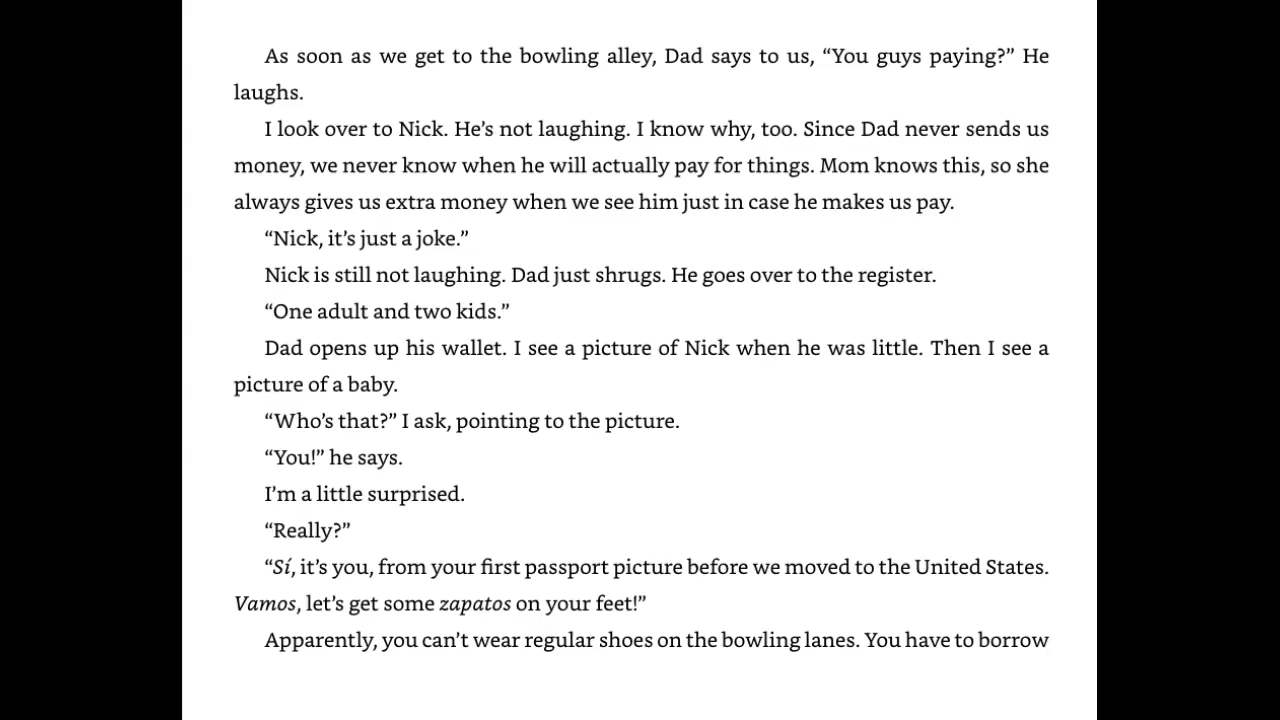 As soon as we get to the bowling alley, Dad says to us, “You guys paying?” He
laughs.
I look over to Nick. He’s not laughing. I know why, too. Since Dad never sends us
money, we never know when he will actually pay for things. Mom knows this, so she
always gives us extra money when we see him just in case he makes us pay.
“Nick, it’s just a joke.”
Nick is still not laughing. Dad just shrugs. He goes over to the register.
“One adult and two kids.”
Dad opens up his wallet. I see a picture of Nick when he was little. Then I see a
picture of a baby.
“Who’s that?” I ask, pointing to the picture.
“You!” he says.
I’m a little surprised.
“Really?”
“Sí, it’s you, from your first passport picture before we moved to the United States.
Vamos, let’s get some zapatos on your feet!”
Apparently, you can’t wear regular shoes on the bowling lanes. You have to borrow